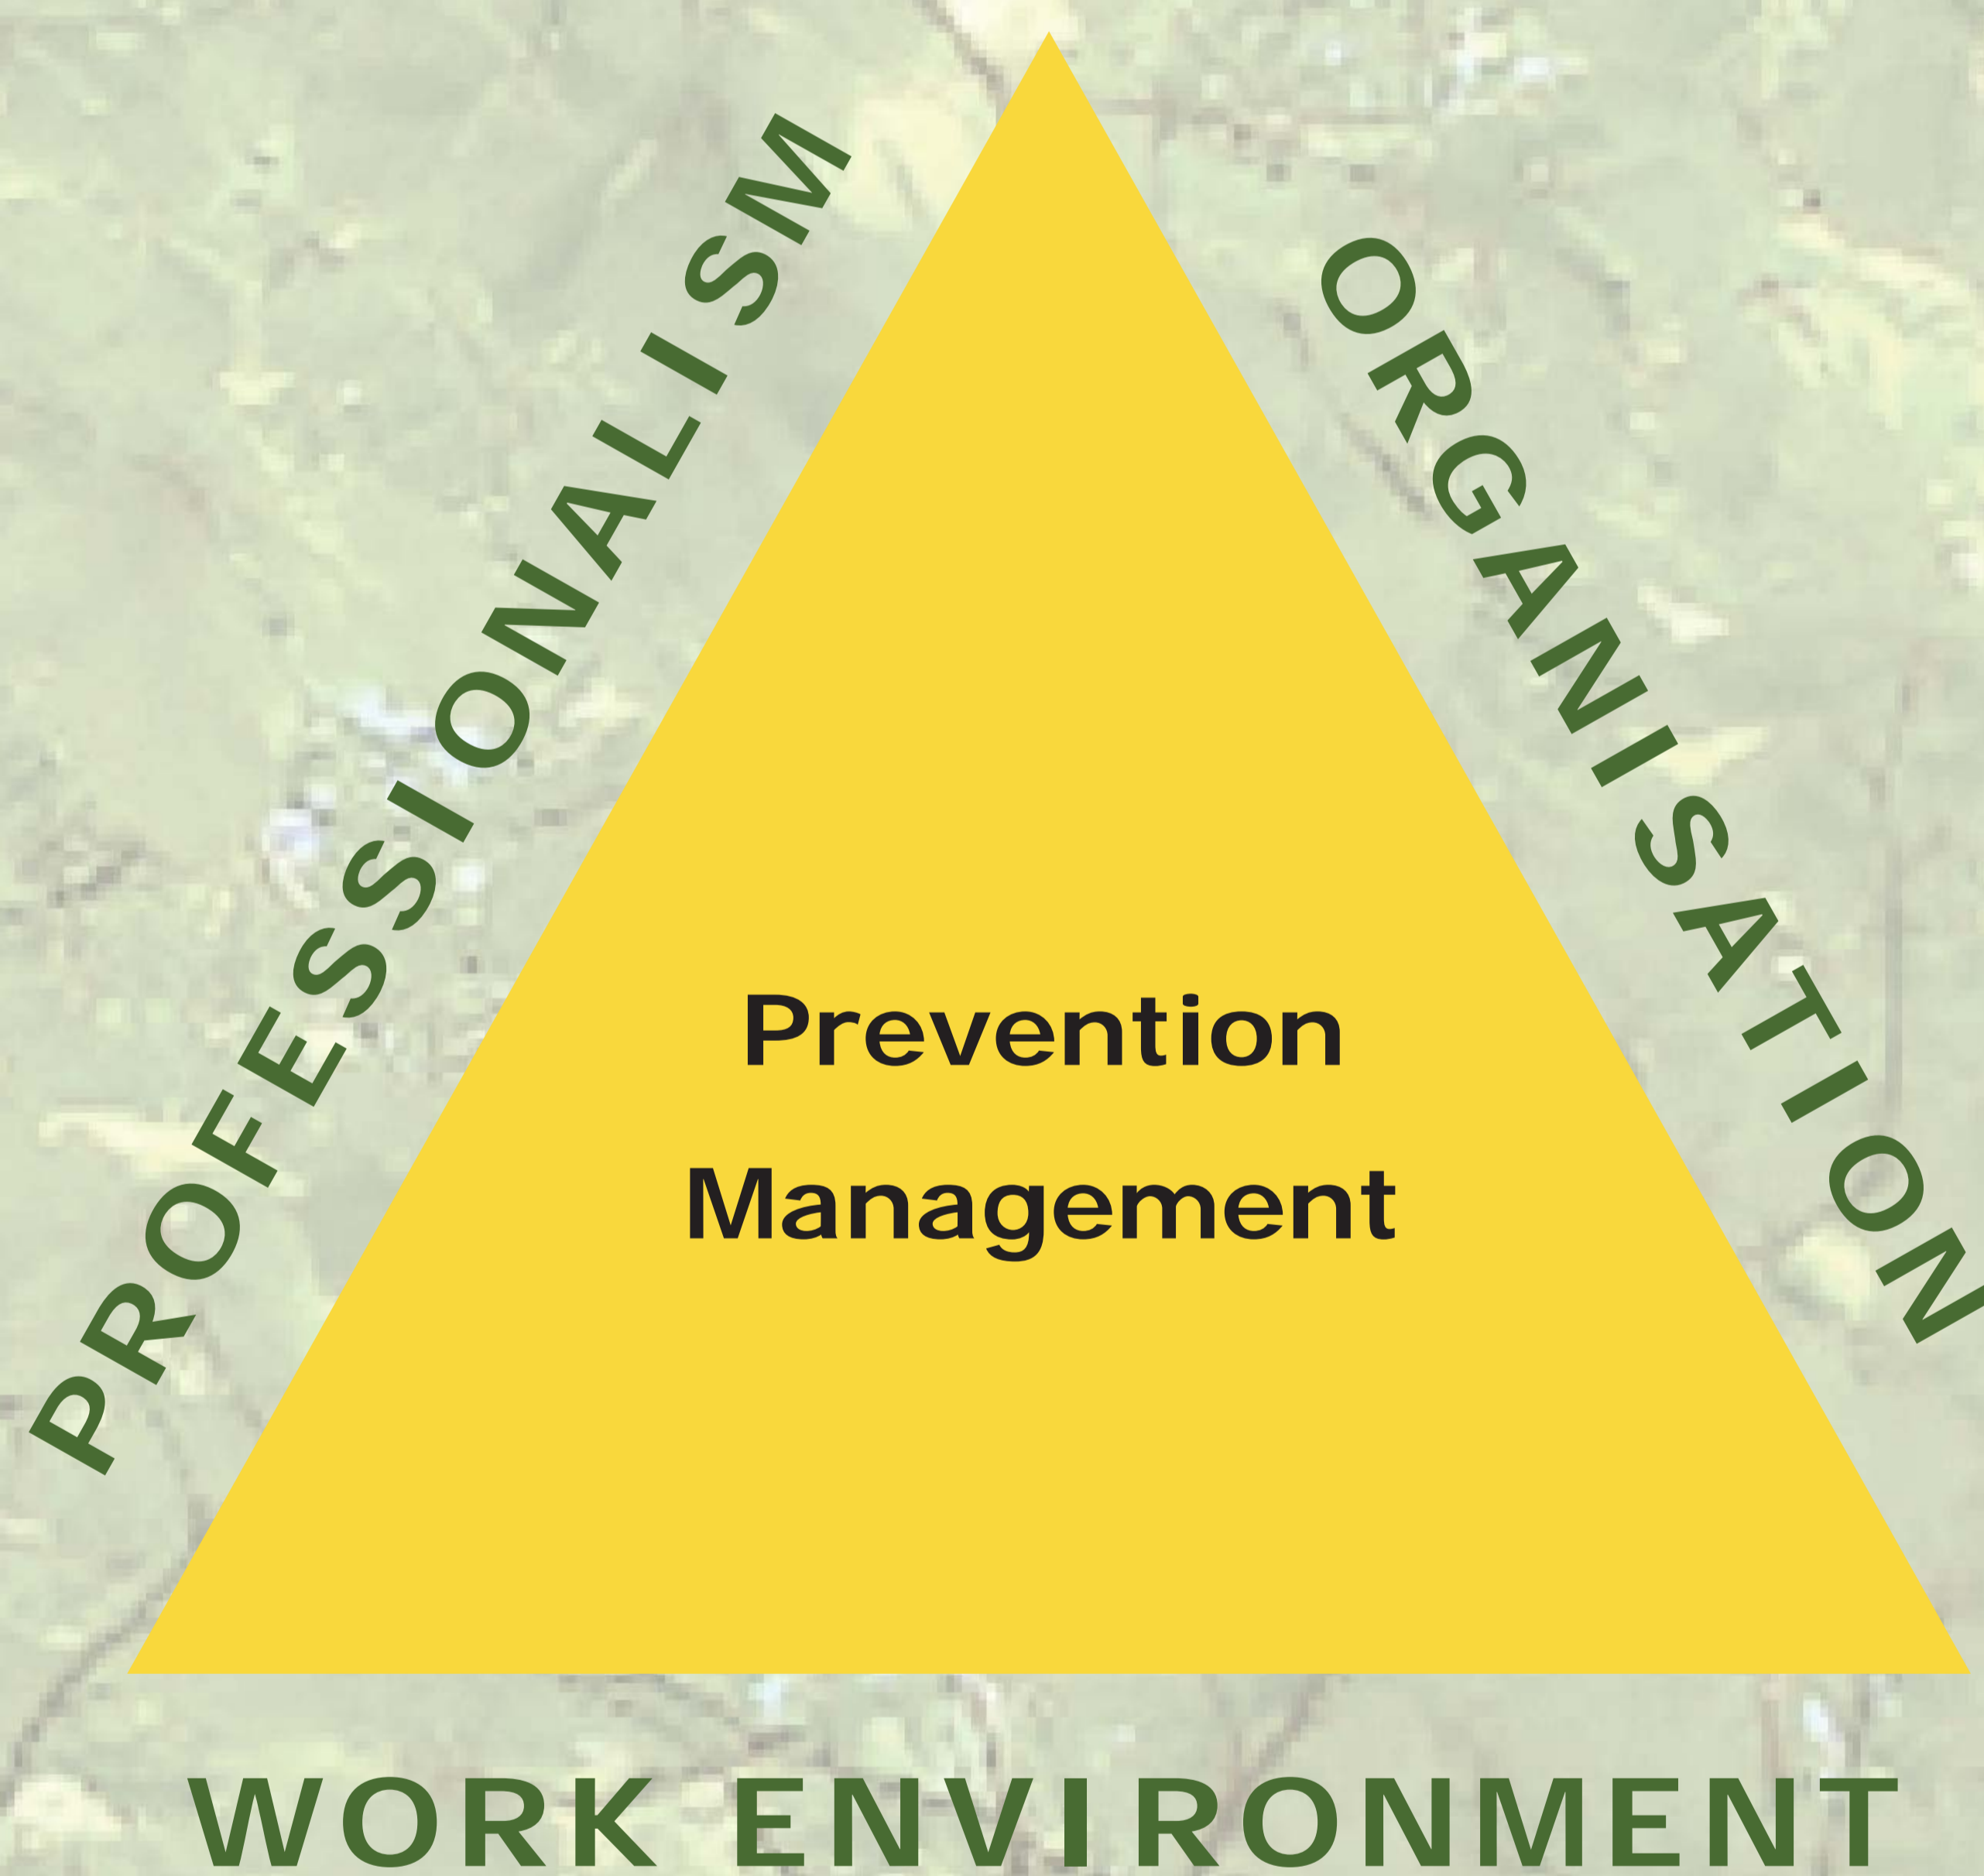 PROFESSIONALISM
ORGANISATION
Prevention
Management
WORK ENVIRONMENT